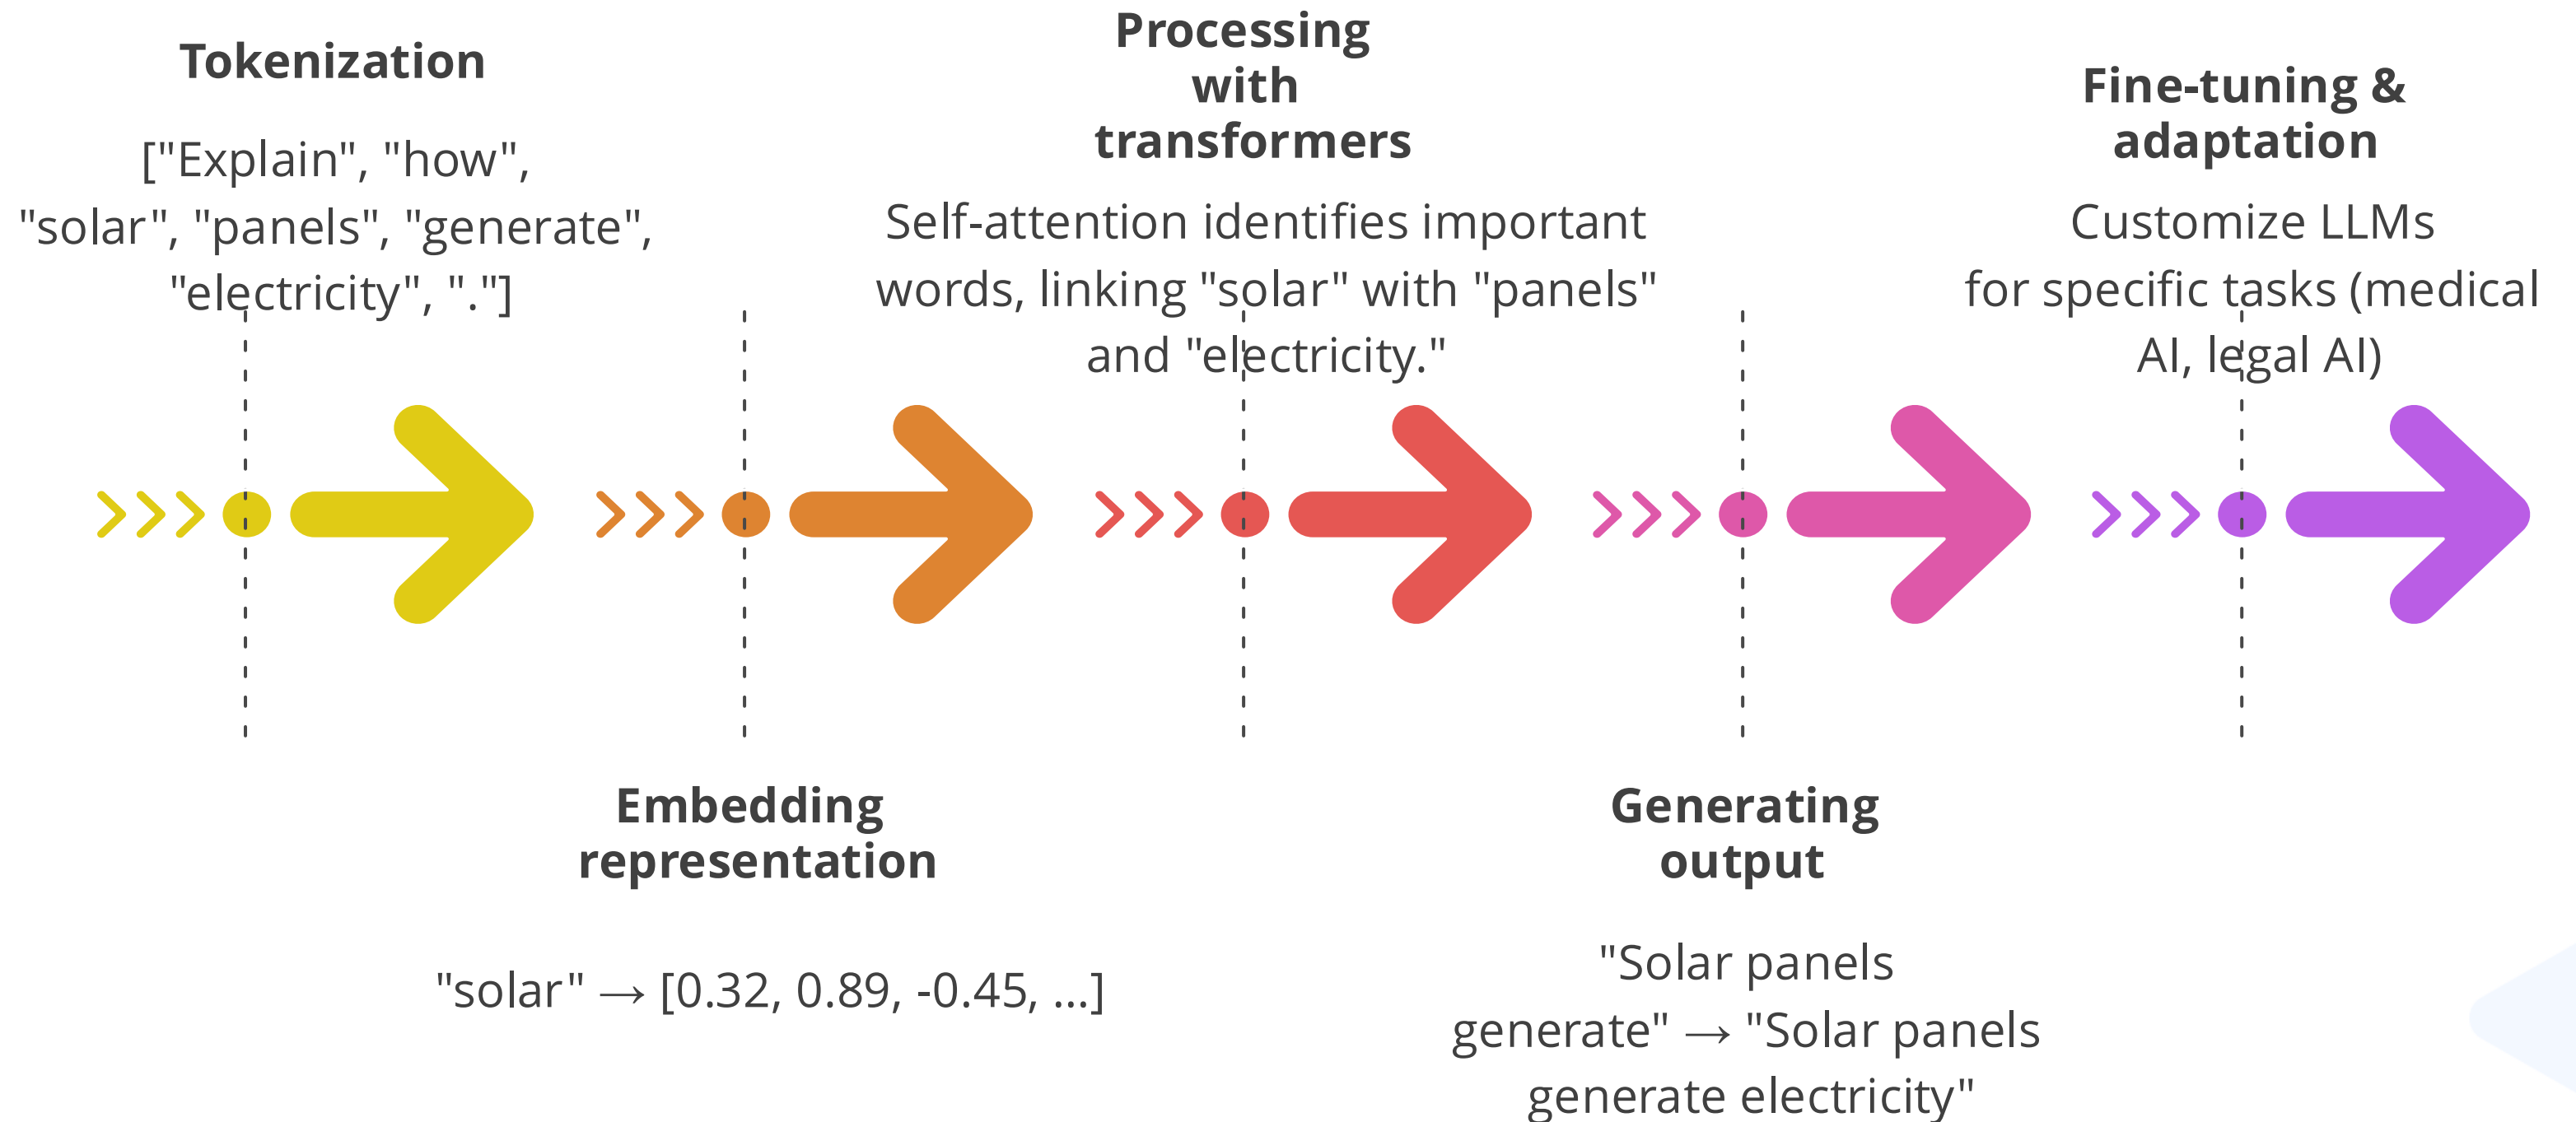 Tokenization
["Explain", "how",
"solar", "panels", "generate",
"electricity", "."]
Embedding
representation
"solar" → [0.32, 0.89, -0.45, ...]
Processing
with
transformers
Self-attention identifies important
words, linking "solar" with "panels"
and "electricity."
Generating
output
"Solar panels
generate" → "Solar panels
generate electricity"
Fine-tuning &
adaptation
Customize LLMs
for specific tasks (medical
AI, legal AI)